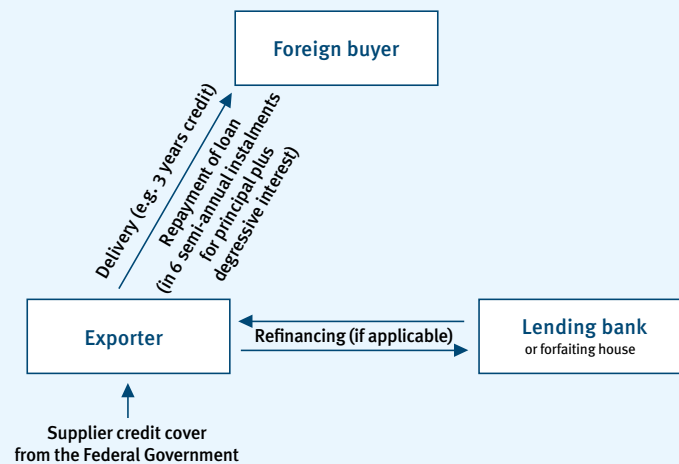 Foreign buyer
Delivery (e.g. 3 years credit)
Repayment of loan
(in 6 semi-annual instalments
for principal plus
degressive interest)
Exporter
Refinancing (if applicable)
Lending bank
or forfaiting house
Supplier credit cover
from the Federal Government